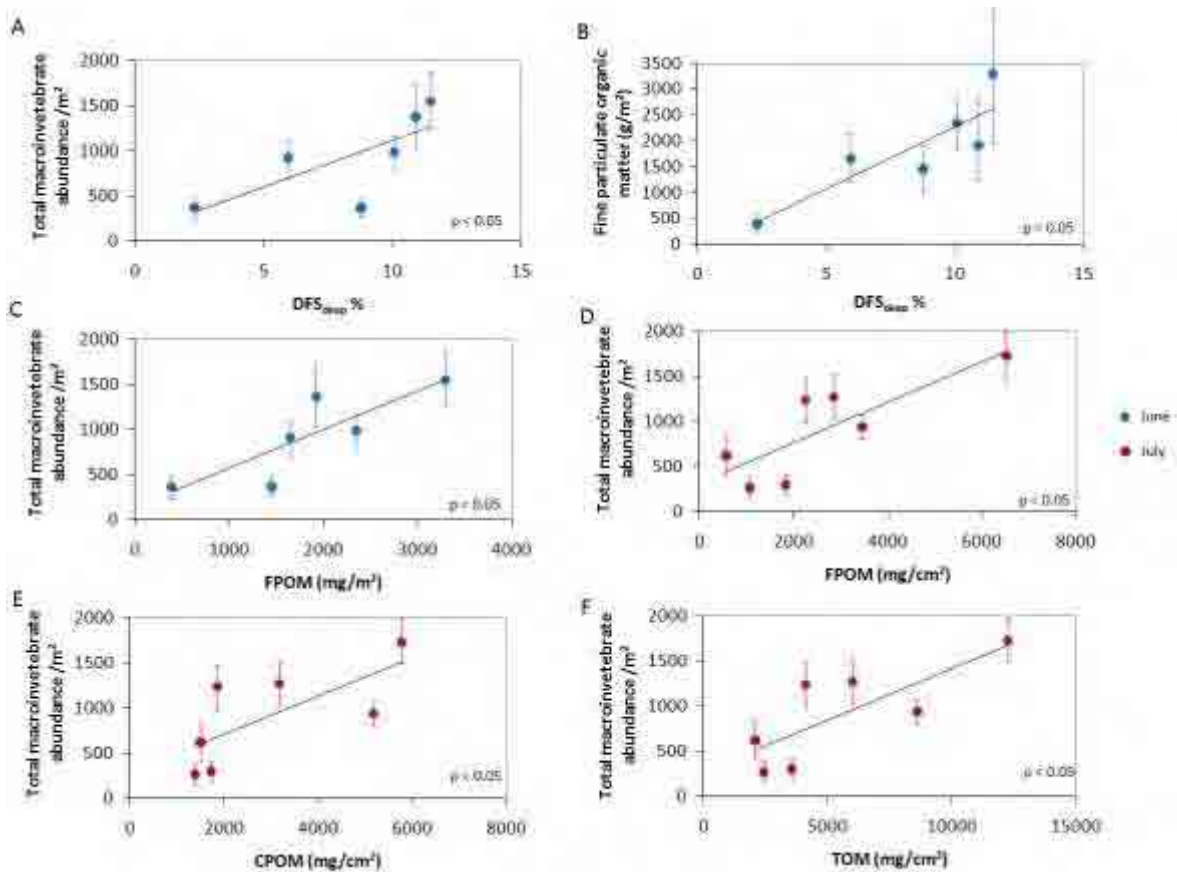 A
Total macroinvetebrate
abundance /m²
2000
1500
1000
500
0
0 5 10 15
p < 0.05
DFS_deep %
B
Fine particulate organic
matter (g/m²)
3500
3000
2500
2000
1500
1000
500
0
0 5 10 15
p < 0.05
DFS_deep %
C
Total macroinvetebrate
abundance /m²
2000
1500
1000
500
0
0 1000 2000 3000 4000
p < 0.05
FPOM (mg/m²)
D
Total macroinvetebrate
abundance /m²
2000
1500
1000
500
0
0 2000 4000 6000 8000
p < 0.05
FPOM (mg/cm²)
June
July
E
Total macroinvetebrate
abundance /m²
2000
1500
1000
500
0
0 2000 4000 6000 8000
p < 0.05
CPOM (mg/cm²)
F
Total macroinvetebrate
abundance /m²
2000
1500
1000
500
0
0 5000 10000 15000
p < 0.05
TOM (mg/cm²)